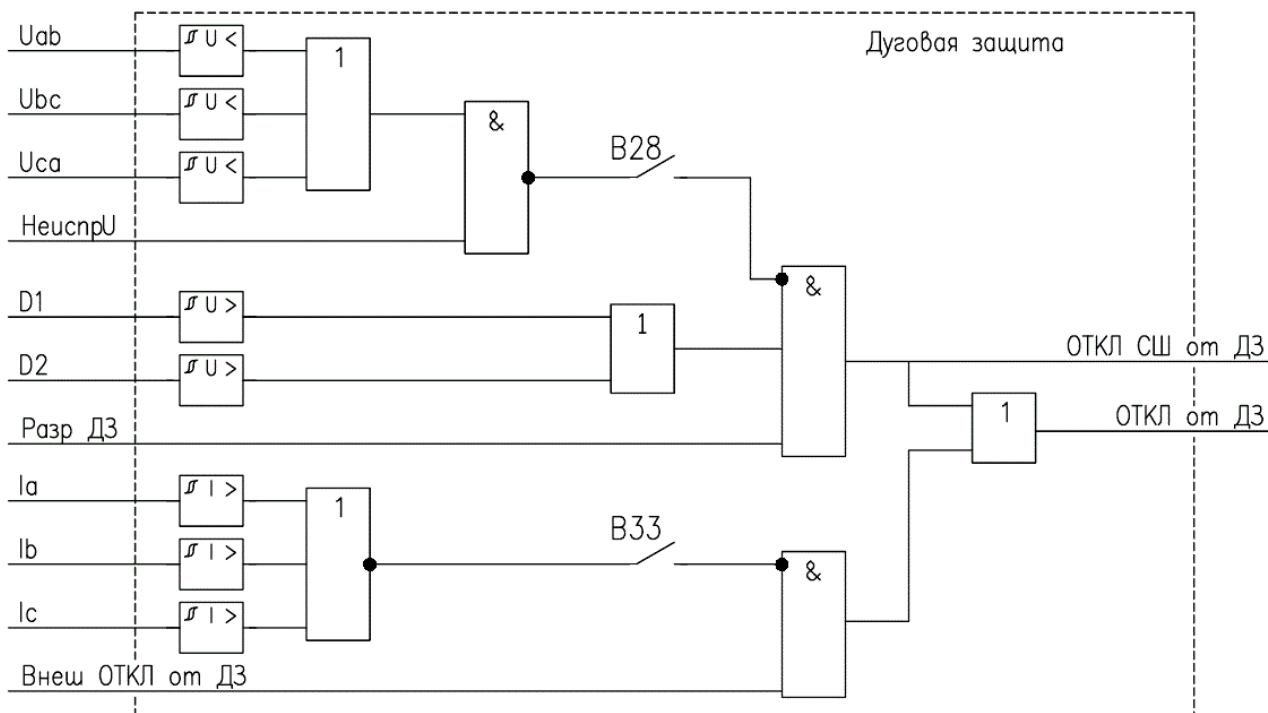 Uab
U <
1
Дуговая защита
Ubc
U <
&
B28
Uca
U <
НеиспрU
D1
U >
1
&
D2
U >
ОТКЛ СШ от ДЗ
Разр ДЗ
1
ОТКЛ от ДЗ
Ia
I >
1
B33
Ib
I >
&
Ic
I >
Внеш ОТКЛ от ДЗ